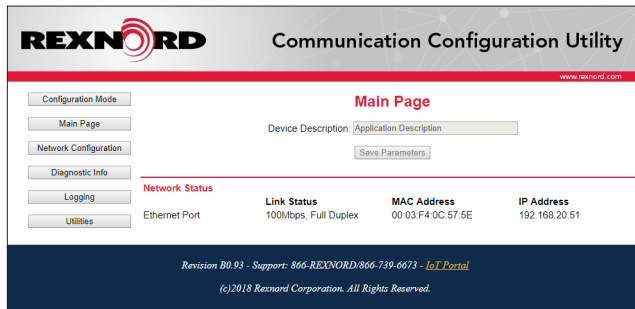 REXNORD
Communication Configuration Utility
www.rexnord.com
Configuration Mode
Main Page
Network Configuration
Diagnostic Info
Logging
Utilities
Main Page
Device Description: Application Description
Save Parameters
Network Status
Link Status MAC Address IP Address
Ethernet Port 100Mbps, Full Duplex 00:03:F4:0C:57:5E 192.168.20.51
Revision B0.93 - Support: 866-REXNORD/866-739-6673 - IoT Portal
(c)2018 Rexnord Corporation. All Rights Reserved.